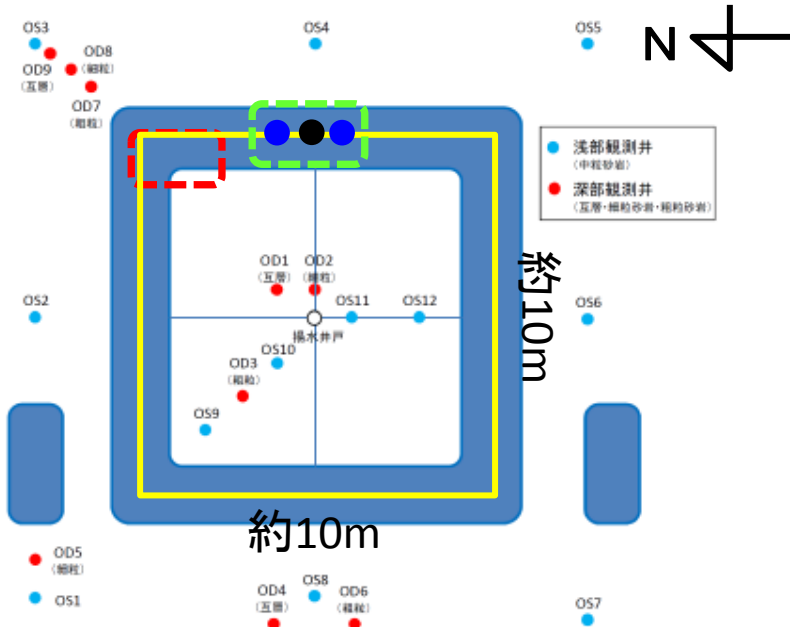 OS3
OS4
OS5
N
OD8
(細粒)
OD9
(互層)
OD7
(粗粒)
浅部観測井
(中粒砂岩)
深部観測井
(互層・細粒砂岩・粗粒砂岩)
OD1
(互層)
OD2
(細粒)
OS2
OS11
OS12
OS6
約10m
揚水井戸
OS10
OD3
(粗粒)
OS9
約10m
OD5
(細粒)
OS1
OD4
(互層)
OS8
OD6
(粗粒)
OS7